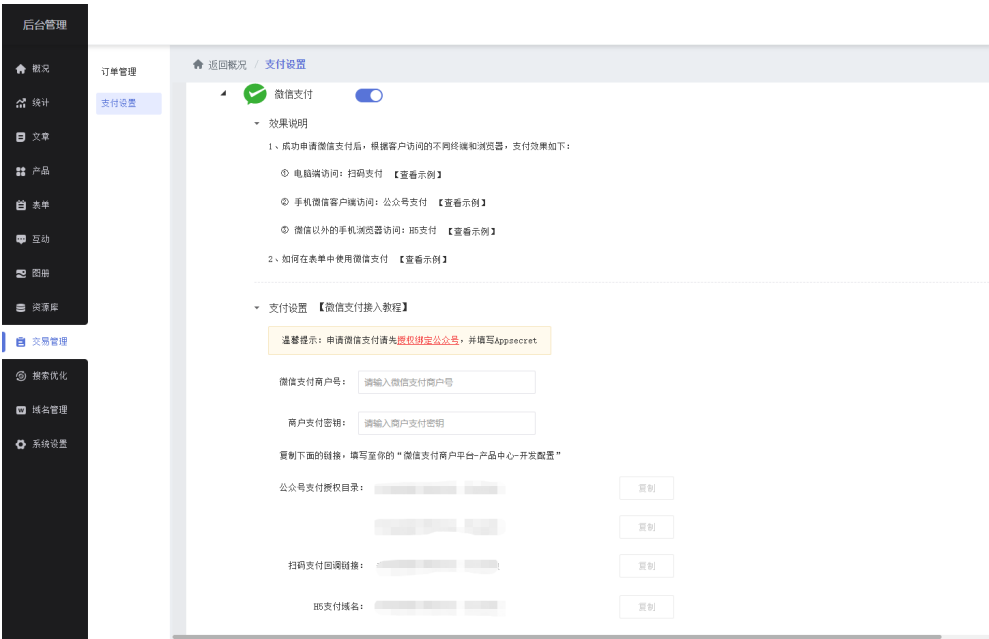 后台管理
概况
统计
文章
产品
表单
互动
图册
资源库
交易管理
搜索优化
域名管理
系统设置
订单管理
支付设置
返回概况 / 支付设置
微信支付
效果说明
1、成功申请微信支付后，根据客户访问的不同终端和浏览器，支付效果如下：
① 电脑端访问：扫码支付 【查看示例】
② 手机微信客户端访问：公众号支付 【查看示例】
③ 微信以外的手机浏览器访问：H5支付 【查看示例】
2、如何在表单中使用微信支付 【查看示例】
支付设置 【微信支付接入教程】
温馨提示：申请微信支付请先授权绑定公众号，并填写Appsecret
微信支付商户号： 请输入微信支付商户号
商户支付密钥： 请输入商户支付密钥
复制下面的链接，填写至你的“微信支付商户平台-产品中心-开发配置”
公众号支付授权目录： 复制
复制
扫码支付回调链接： 复制
H5支付域名： 复制